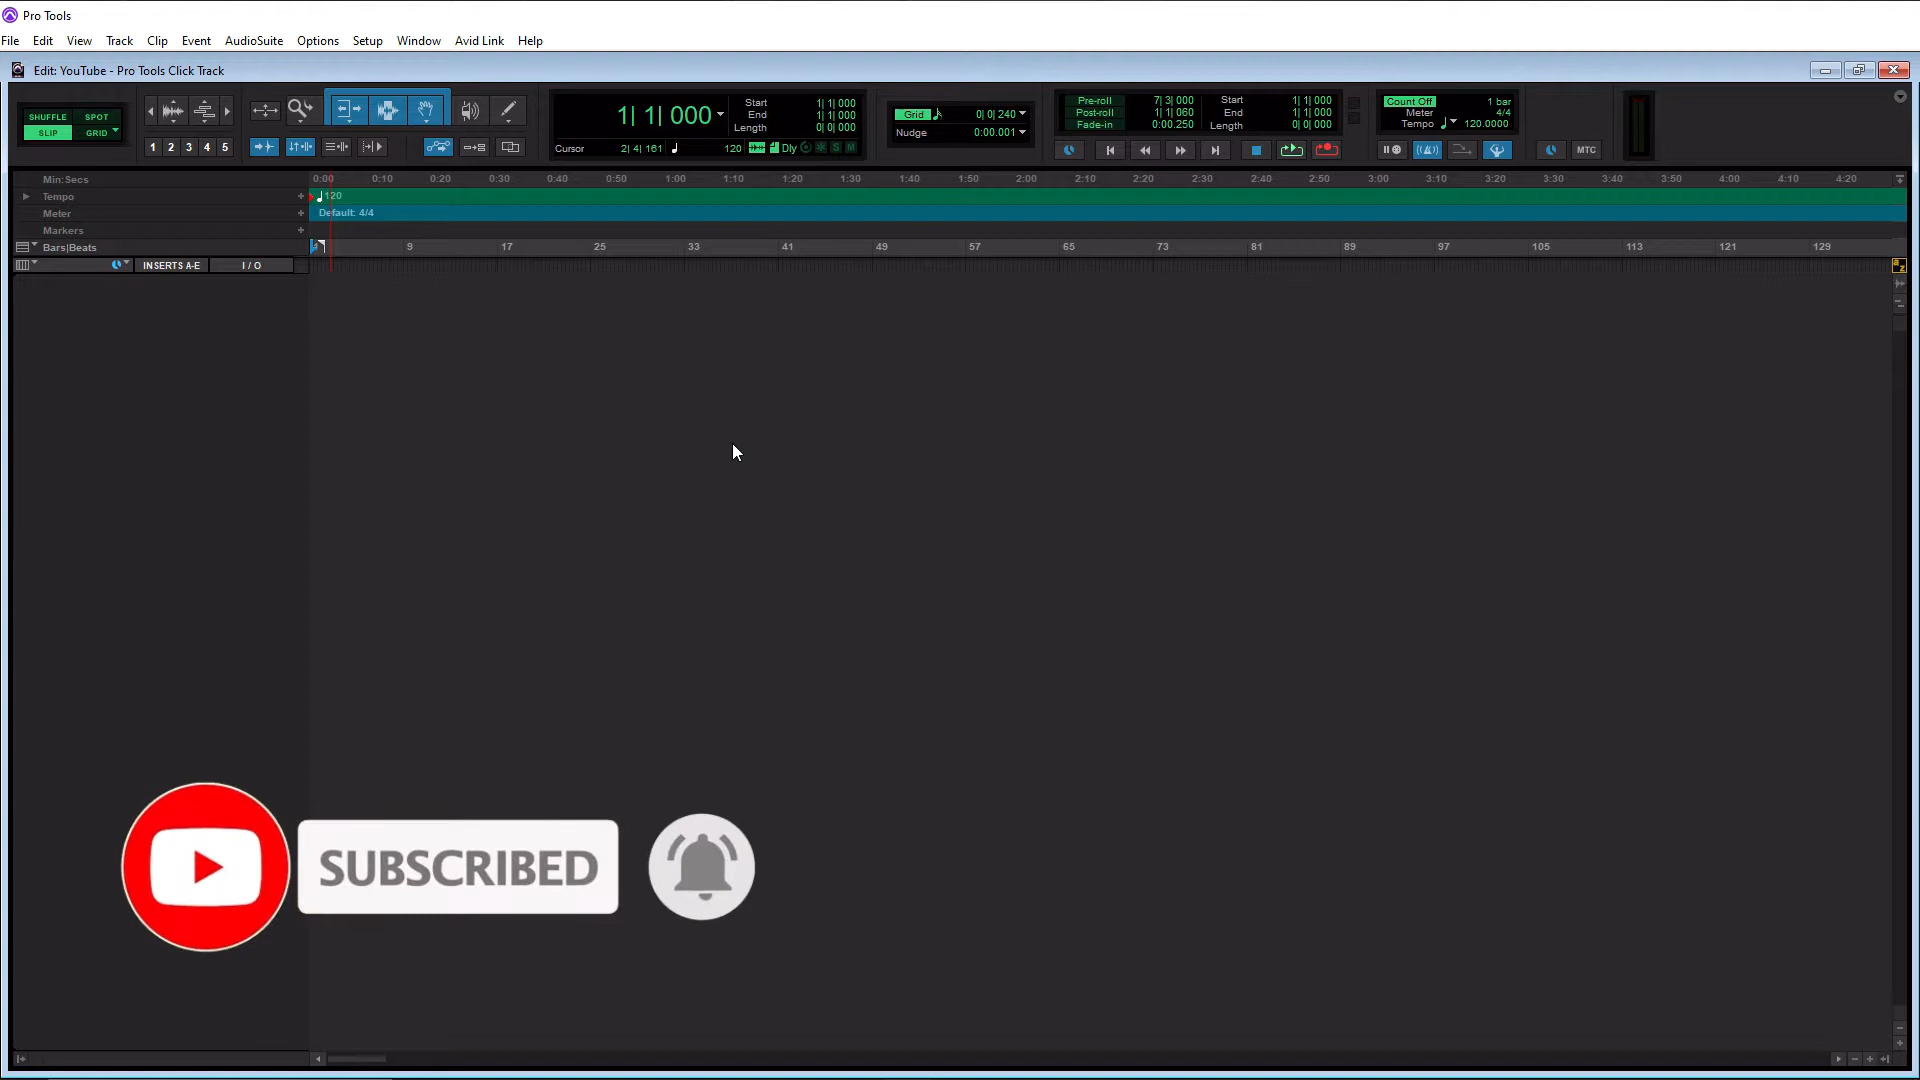 Pro Tools
File Edit View Track Clip Event AudioSuite Options Setup Window Avid Link Help
Edit: YouTube - Pro Tools Click Track
SHUFFLE SPOT
SLIP GRID
1 2 3 4 5
1| 1| 000
Start 1| 1| 000
End 1| 1| 000
Length 0| 0| 000
Cursor 2| 4| 161 120 Dly S M
Grid 0| 0| 240
Nudge 0:00.001
Pre-roll 7| 3| 000
Post-roll 1| 1| 060
Fade-in 0:00.250
Start 1| 1| 000
End 1| 1| 000
Length 0| 0| 000
Count Off 1 bar
Meter 4/4
Tempo 120.0000
MTC
Min:Secs 0:00 0:10 0:20 0:30 0:40 0:50 1:00 1:10 1:20 1:30 1:40 1:50 2:00 2:10 2:20 2:30 2:40 2:50 3:00 3:10 3:20 3:30 3:40 3:50 4:00 4:10 4:20
Tempo 120
Meter Default: 4/4
Markers
Bars|Beats 9 17 25 33 41 49 57 65 73 81 89 97 105 113 121 129
INSERTS A-E I / O
a z
SUBSCRIBED